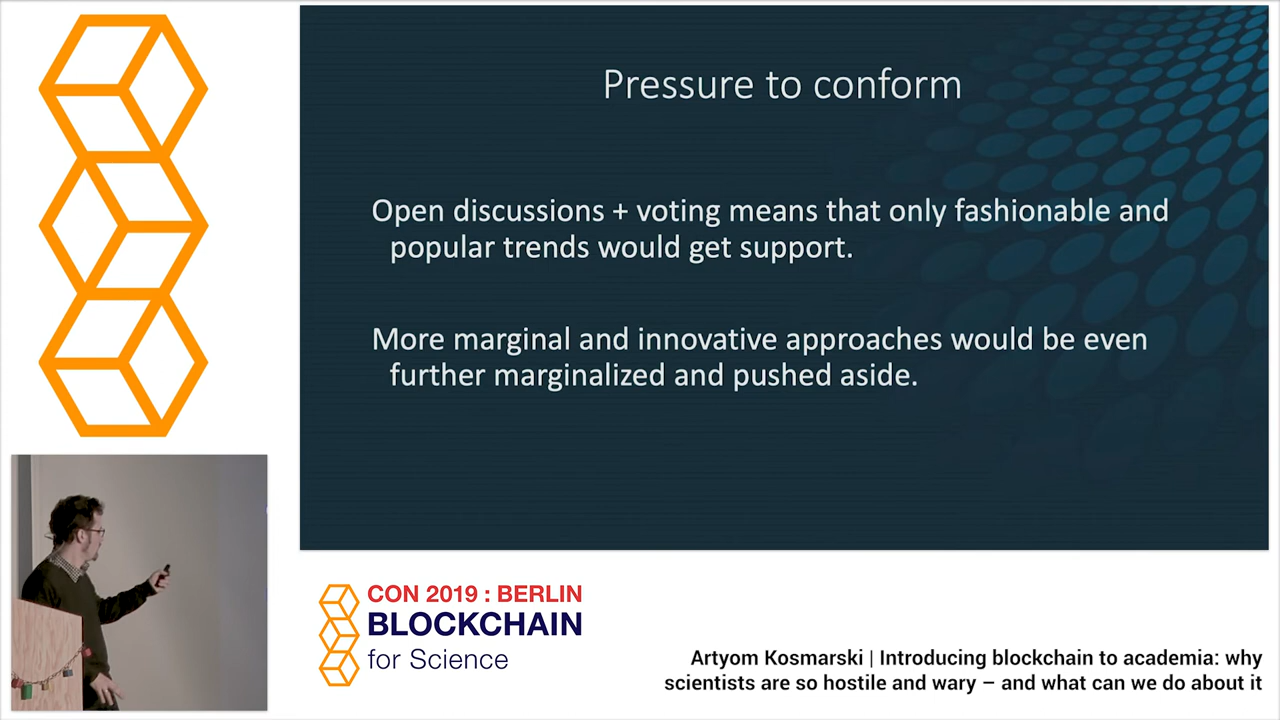 Pressure to conform
Open discussions + voting means that only fashionable and
popular trends would get support.
More marginal and innovative approaches would be even
further marginalized and pushed aside.
CON 2019 : BERLIN
BLOCKCHAIN
for Science
Artyom Kosmarski | Introducing blockchain to academia: why
scientists are so hostile and wary – and what can we do about it